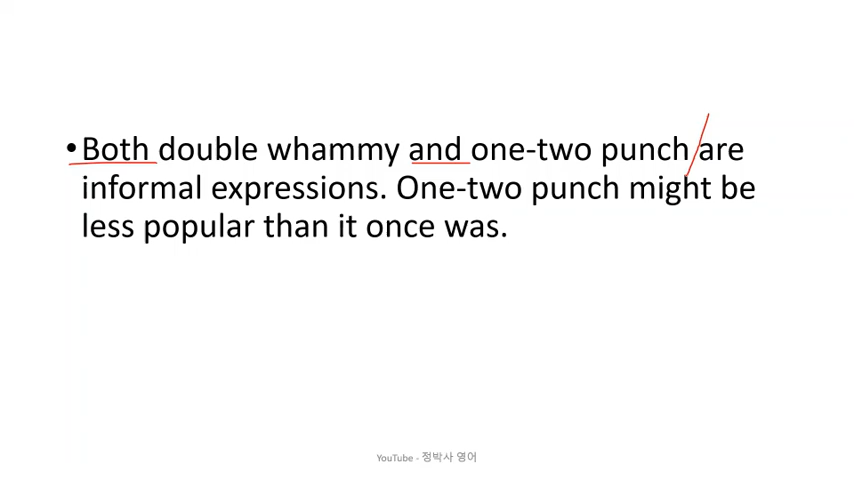 •Both double whammy and one-two punch are
informal expressions. One-two punch might be
less popular than it once was.
YouTube - 정박사 영어